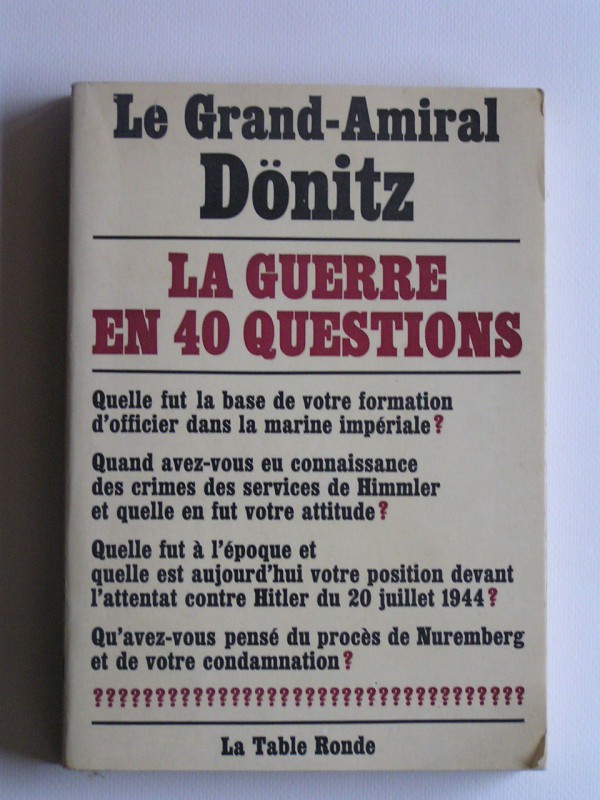 Le Grand-Amiral
Dönitz
LA GUERRE
EN 40 QUESTIONS
Quelle fut la base de votre formation
d'officier dans la marine impériale?
Quand avez-vous eu connaissance
des crimes des services de Himmler
et quelle en fut votre attitude?
Quelle fut à l'époque et
quelle est aujourd'hui votre position devant
l'attentat contre Hitler du 20 juillet 1944?
Qu'avez-vous pensé du procès de Nuremberg
et de votre condamnation?
????????????????????????????????????
La Table Ronde